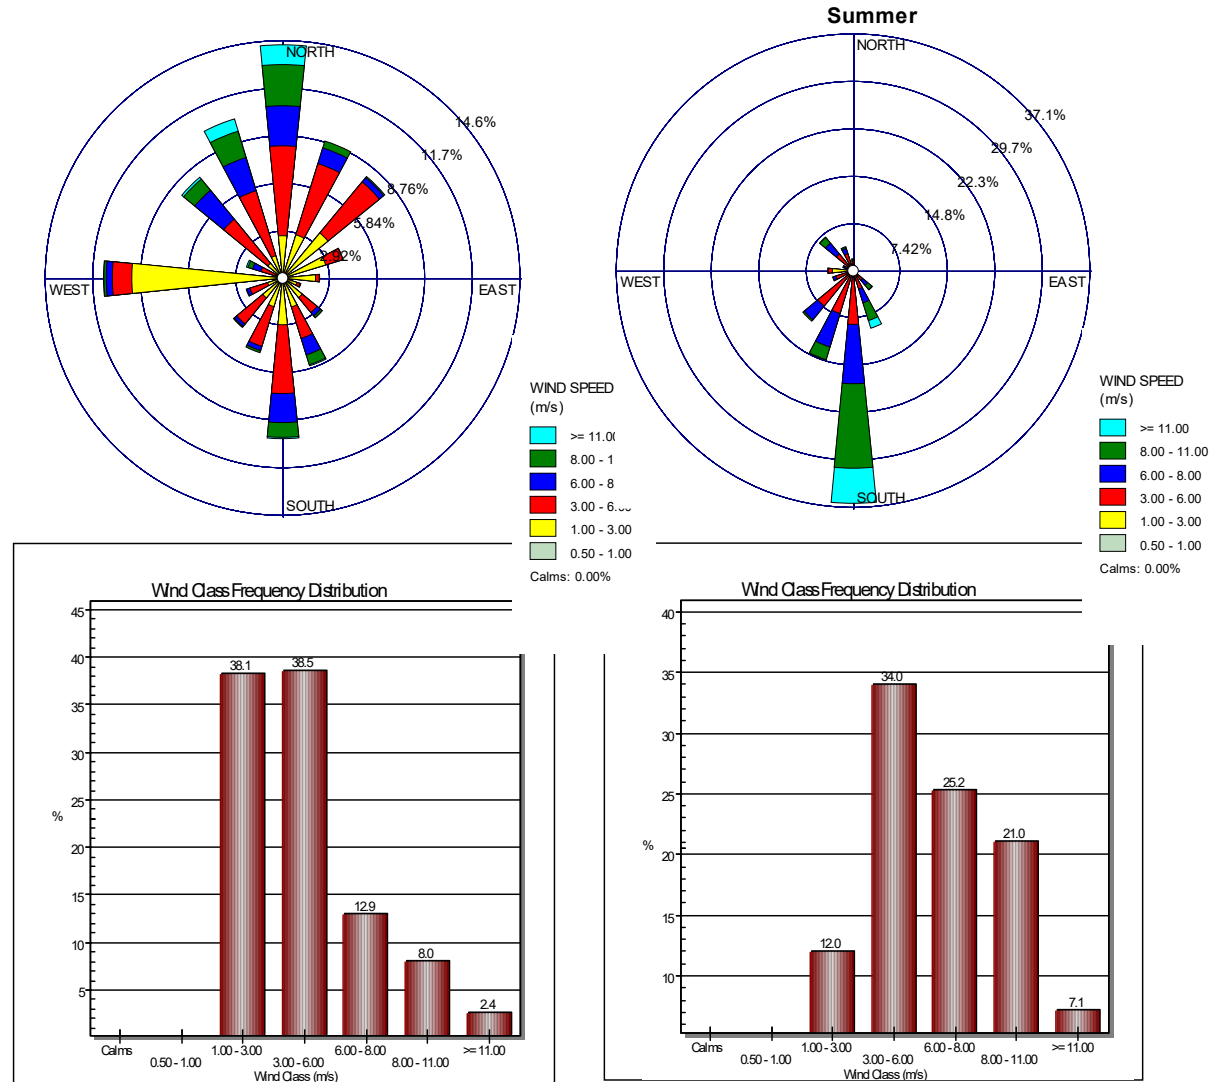 Summer
NORTH
14.6%
11.7%
8.76%
5.84%
2.92%
WEST
EAST
SOUTH
WIND SPEED
(m/s)
>= 11.0
8.00 - 1
6.00 - 8
3.00 - 6.
1.00 - 3.00
0.50 - 1.00
Calms: 0.00%
NORTH
37.1%
29.7%
22.3%
14.8%
7.42%
WEST
EAST
SOUTH
WIND SPEED
(m/s)
>= 11.00
8.00 - 11.00
6.00 - 8.00
3.00 - 6.00
1.00 - 3.00
0.50 - 1.00
Calms: 0.00%
Wind Class Frequency Distribution
45
40
35
30
25
20
15
10
5
%
38.1
38.5
12.9
8.0
2.4
Calms
0.50 - 1.00
1.00 - 3.00
3.00 - 6.00
6.00 - 8.00
8.00 - 11.00
>= 11.00
Wind Class (m/s)
Wind Class Frequency Distribution
40
35
30
25
20
15
10
%
12.0
34.0
25.2
21.0
7.1
Calms
0.50 - 1.00
1.00 - 3.00
3.00 - 6.00
6.00 - 8.00
8.00 - 11.00
>= 11.00
Wind Class (m/s)